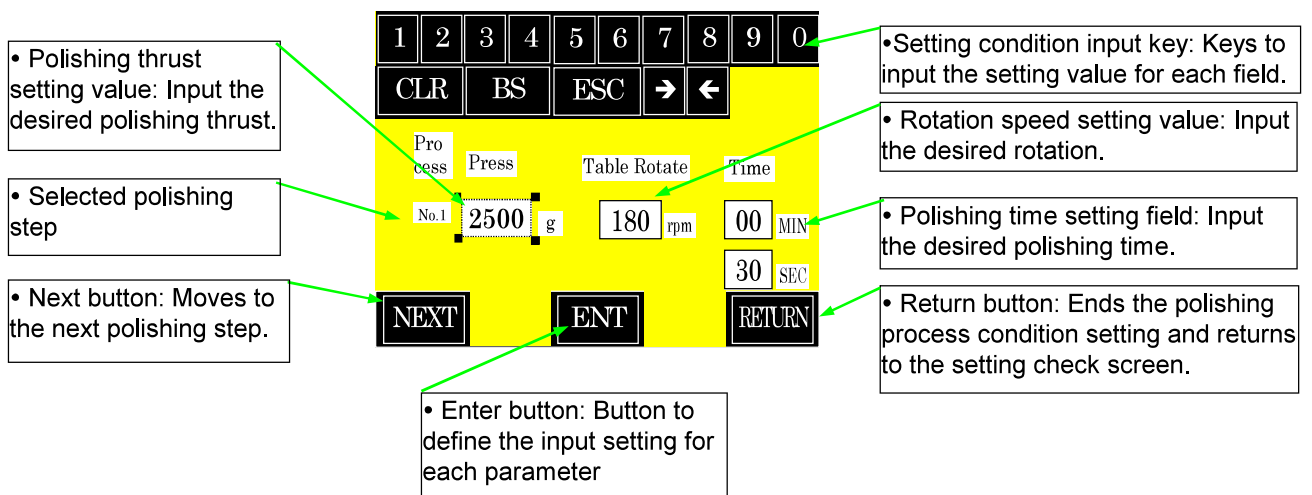 1 2 3 4 5 6 7 8 9 0
CLR BS ESC → ←
Pro
cess
Press
Table Rotate
Time
No.1
2500 g
180 rpm
00 MIN
30 SEC
NEXT
ENT
RETURN
• Polishing thrust
setting value: Input the
desired polishing thrust.
• Selected polishing
step
• Next button: Moves to
the next polishing step.
• Enter button: Button to
define the input setting for
each parameter
•Setting condition input key: Keys to
input the setting value for each field.
• Rotation speed setting value: Input
the desired rotation.
• Polishing time setting field: Input
the desired polishing time.
• Return button: Ends the polishing
process condition setting and returns
to the setting check screen.